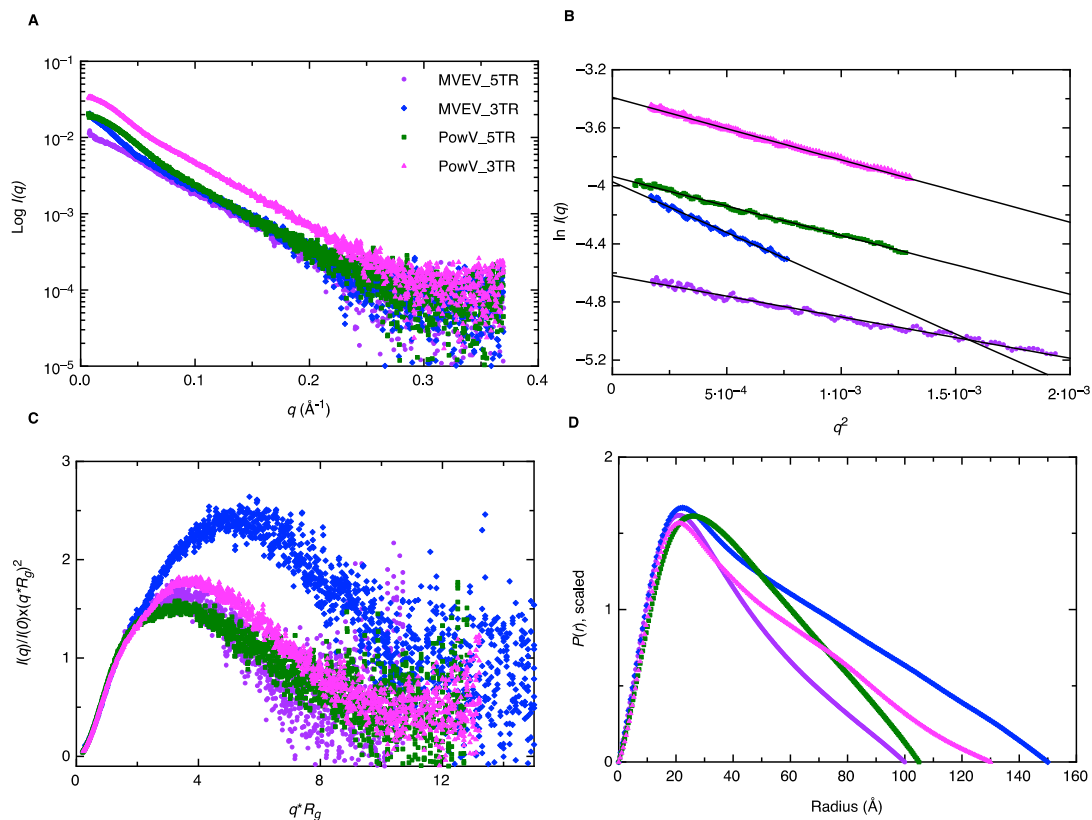 A
Log I(q)
10⁻¹
10⁻²
10⁻³
10⁻⁴
10⁻⁵
MVEV_5TR
MVEV_3TR
PowV_5TR
PowV_3TR
0.0 0.1 0.2 0.3 0.4
q (Å⁻¹)
B
ln I(q)
−3.2
−3.6
−4
−4.4
−4.8
−5.2
0 5·10⁻⁴ 1·10⁻³ 1·5·10⁻³ 2·10⁻³
q²
C
I(q)/I(0)x(q*Rg)²
3
2
1
0
0 4 8 12
q*Rg
D
P(r), scaled
2
1
0
0 20 40 60 80 100 120 140 160
Radius (Å)